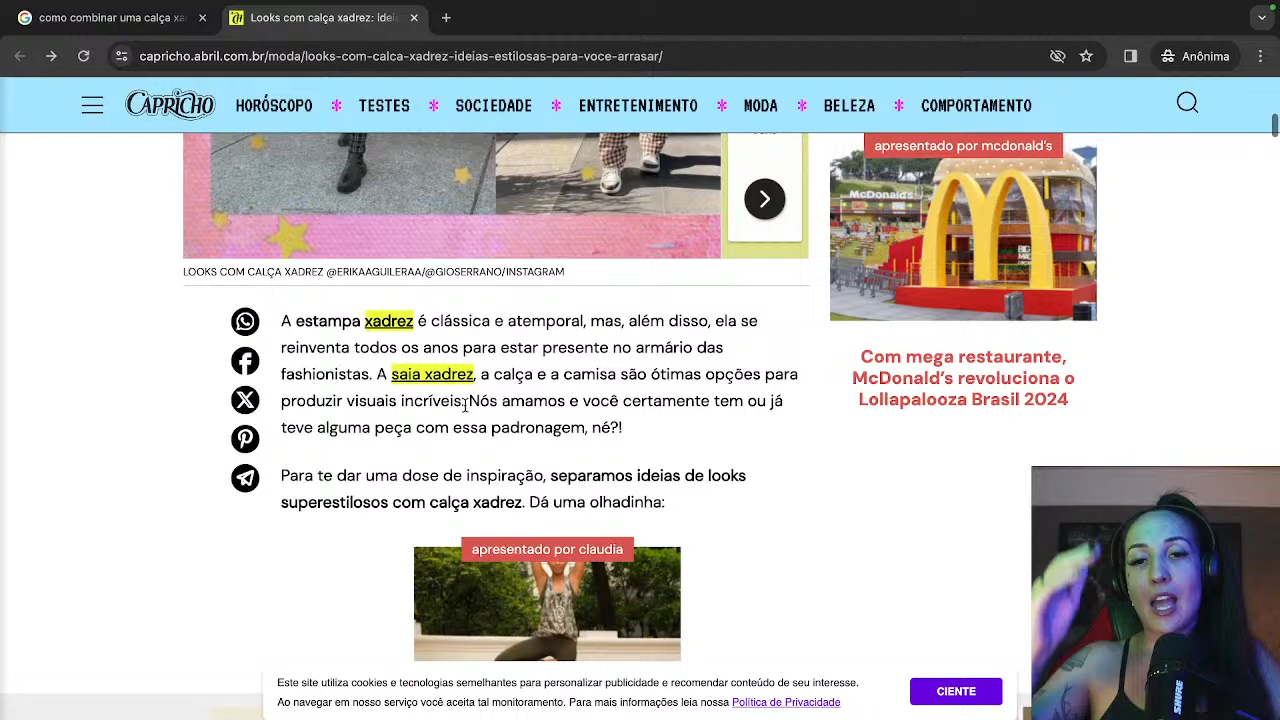 como combinar uma calça xa
Looks com calça xadrez: ideias
capricho.abril.com.br/moda/looks-com-calca-xadrez-ideias-estilosas-para-voce-arrasar/
Anônima
CAPRICHO
HORÓSCOPO * TESTES * SOCIEDADE * ENTRETENIMENTO * MODA * BELEZA * COMPORTAMENTO
apresentado por mcdonald's
McDonald's
BIG MAC
LOOKS COM CALÇA XADREZ @ERIKAAGUILERAA/@GIOSERRANO/INSTAGRAM
A estampa xadrez é clássica e atemporal, mas, além disso, ela se
reinventa todos os anos para estar presente no armário das
fashionistas. A saia xadrez, a calça e a camisa são ótimas opções para
produzir visuais incríveis. Nós amamos e você certamente tem ou já
teve alguma peça com essa padronagem, né?!
Para te dar uma dose de inspiração, separamos ideias de looks
superestilosos com calça xadrez. Dá uma olhadinha:
Com mega restaurante,
McDonald's revoluciona o
Lollapalooza Brasil 2024
apresentado por claudia
Este site utiliza cookies e tecnologias semelhantes para personalizar publicidade e recomendar conteúdo de seu interesse.
Ao navegar em nosso serviço você aceita tal monitoramento. Para mais informações leia nossa Política de Privacidade
CIENTE
SHURE